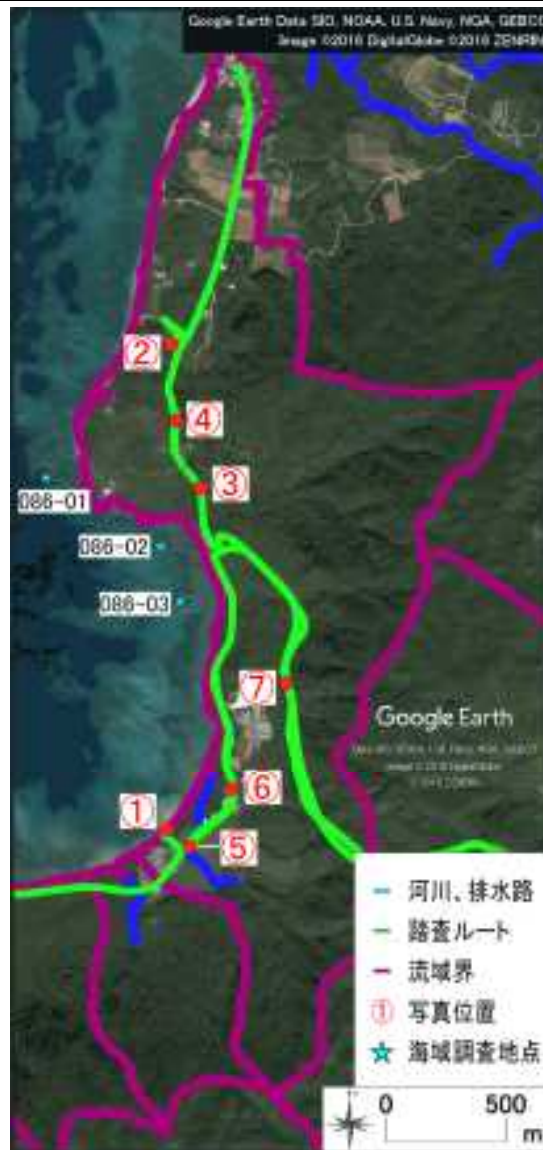 Google Earth Data SIO, NOAA, U.S. Navy, NGA, GEBCO
Image ©2016 DigitalGlobe ©2016 ZENRIN
②
④
③
086-01
086-02
086-03
⑦
Google Earth
⑥
①
⑤
河川、排水路
踏査ルート
流域界
① 写真位置
海域調査地点
0 500
m